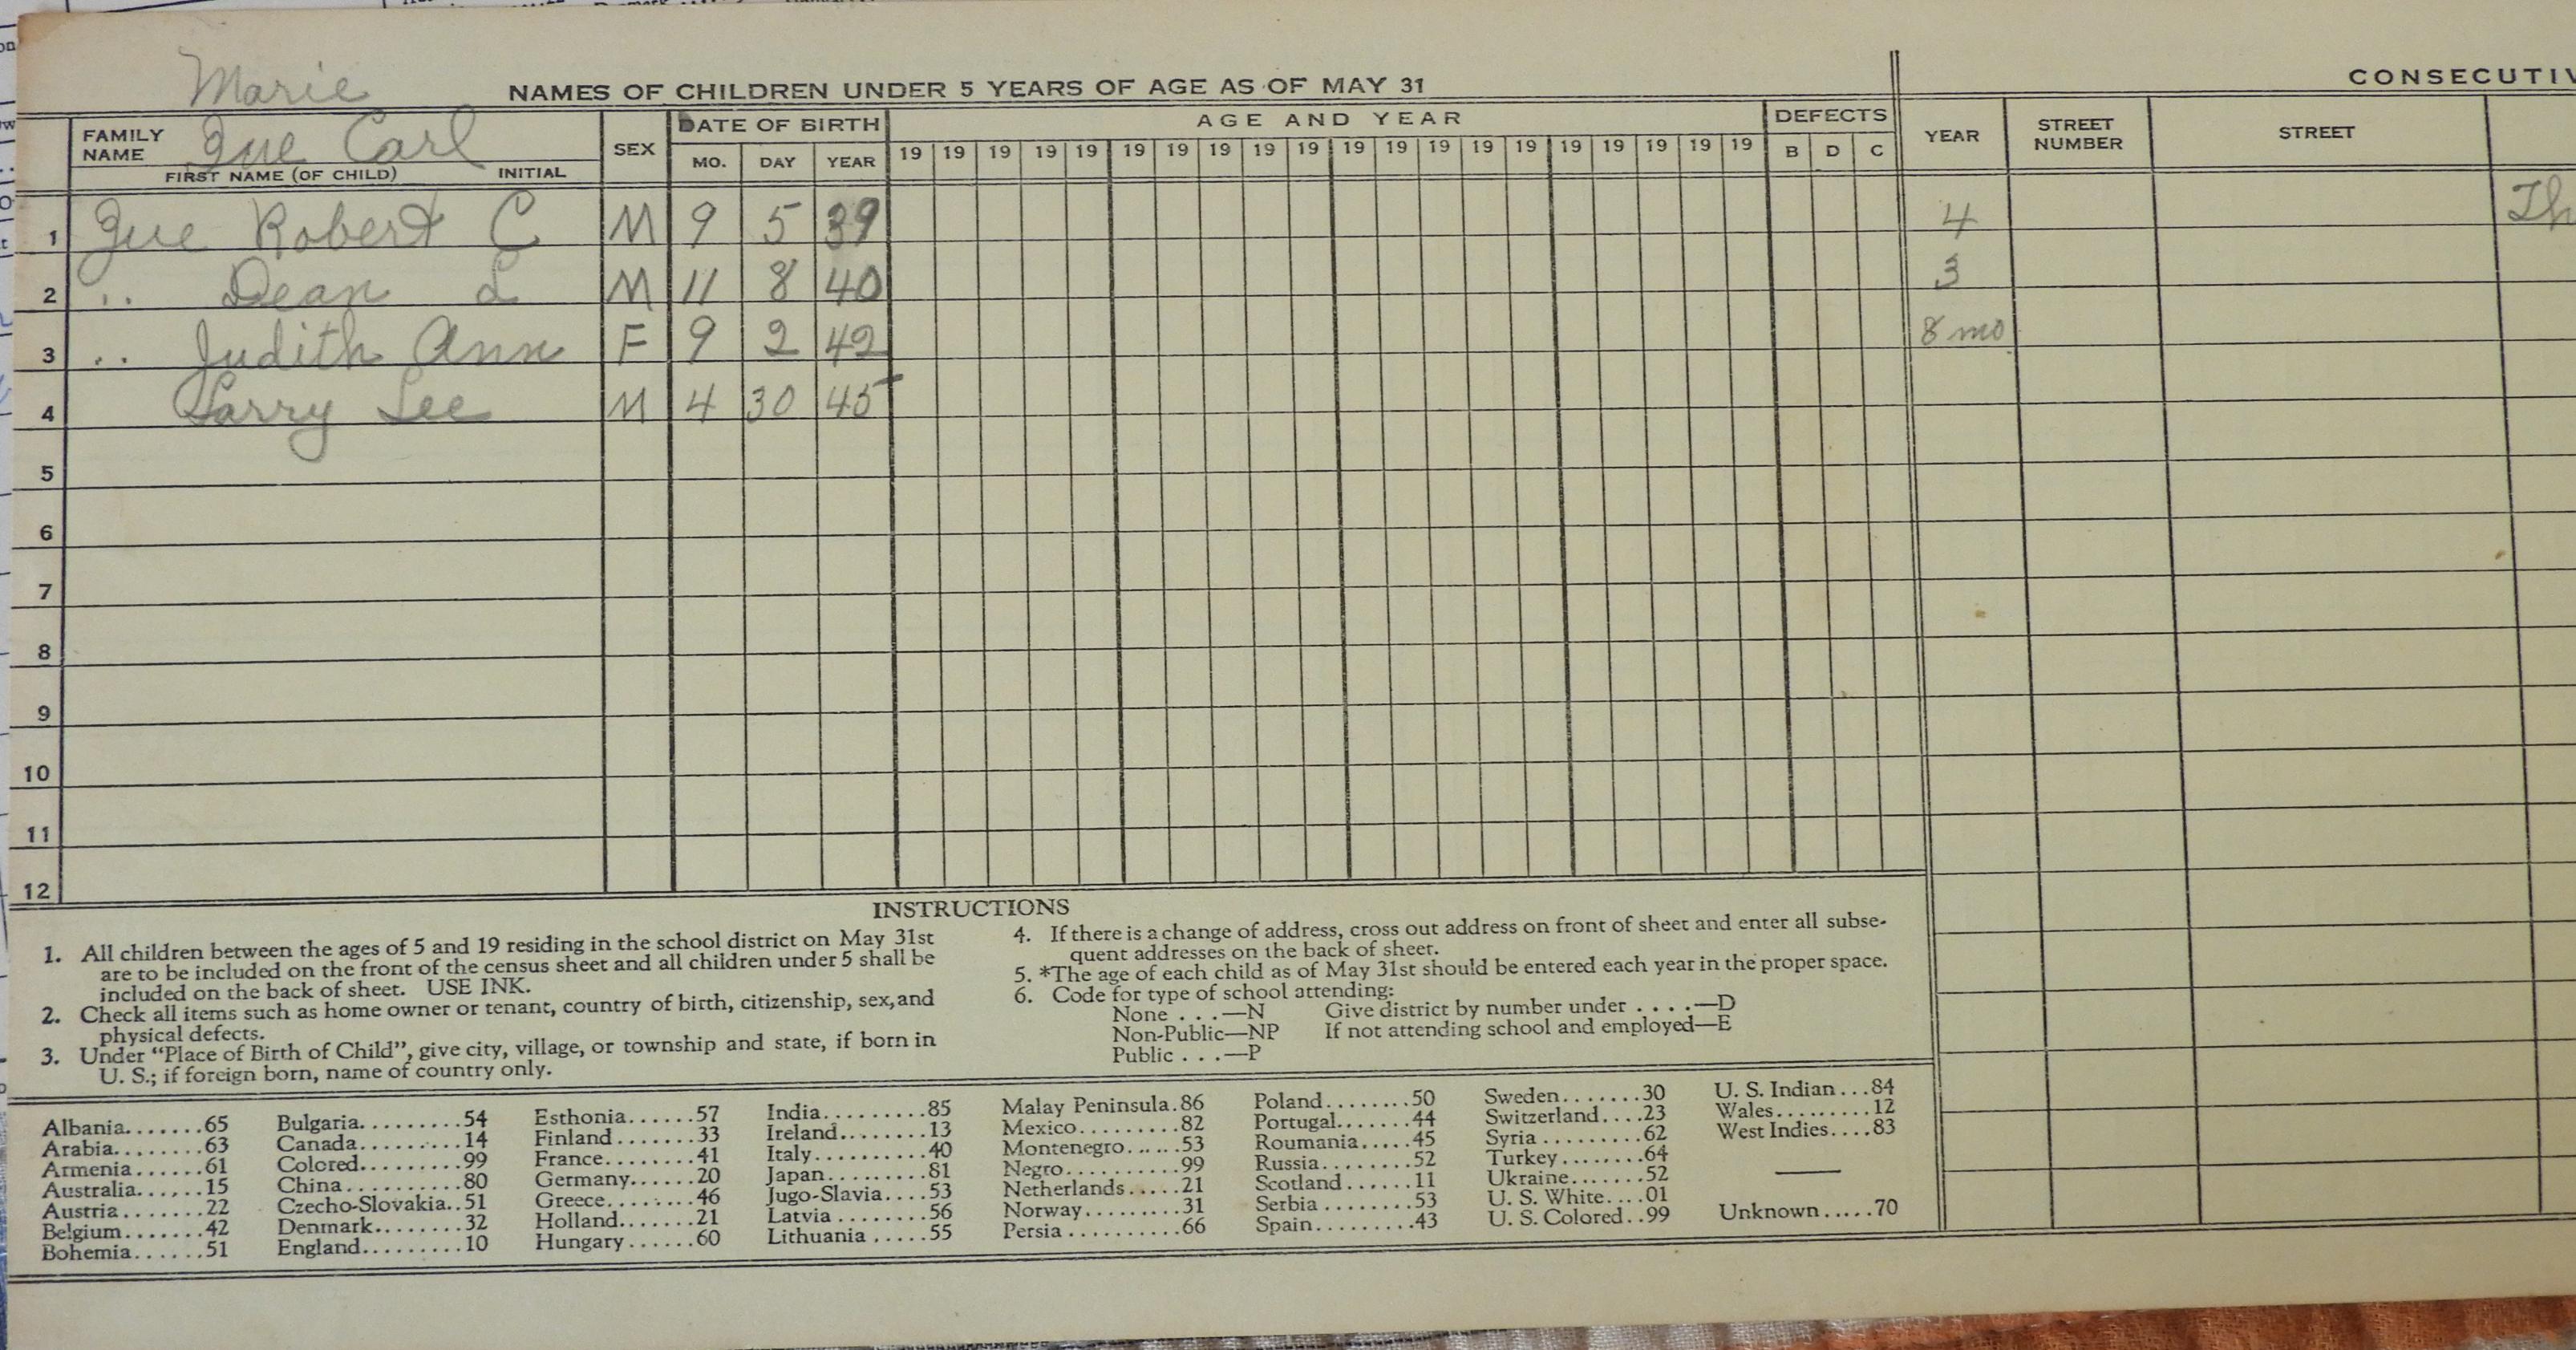 Marie
NAMES OF CHILDREN UNDER 5 YEARS OF AGE AS OF MAY 31
CONSECUTIV
FAMILY NAME Gue Carl
FIRST NAME (OF CHILD) INITIAL
SEX
DATE OF BIRTH
MO. DAY YEAR
AGE AND YEAR
19 19 19 19 19 19 19 19 19 19 19 19 19 19 19 19 19 19 19 19
DEFECTS
B D C
YEAR
STREET NUMBER
STREET
1 Gue Robert C M 9 5 39 4 Th
2 .. Dean L M 11 8 40 3
3 .. Judith Ann F 9 2 42 8 mo
4 Larry Lee M 4 30 45
5
6
7
8
9
10
11
12
INSTRUCTIONS
1. All children between the ages of 5 and 19 residing in the school district on May 31st
are to be included on the front of the census sheet and all children under 5 shall be
included on the back of sheet. USE INK.
2. Check all items such as home owner or tenant, country of birth, citizenship, sex, and
physical defects.
3. Under "Place of Birth of Child", give city, village, or township and state, if born in
U. S.; if foreign born, name of country only.
4. If there is a change of address, cross out address on front of sheet and enter all subse-
quent addresses on the back of sheet.
5. *The age of each child as of May 31st should be entered each year in the proper space.
6. Code for type of school attending:
None . . .—N Give district by number under . . . .—D
Non-Public—NP If not attending school and employed—E
Public . . .—P
Albania.......65
Arabia........63
Armenia......61
Australia......15
Austria........22
Belgium.......42
Bohemia......51
Bulgaria.........54
Canada..........14
Colored.........99
China...........80
Czecho-Slovakia..51
Denmark........32
England.........10
Esthonia......57
Finland.......33
France........41
Germany......20
Greece........46
Holland.......21
Hungary......60
India.........85
Ireland........13
Italy..........40
Japan.........81
Jugo-Slavia....53
Latvia........56
Lithuania.....55
Malay Peninsula.86
Mexico.........82
Montenegro......53
Negro..........99
Netherlands.....21
Norway.........31
Persia..........66
Poland........50
Portugal.......44
Roumania.....45
Russia........52
Scotland......11
Serbia........53
Spain.........43
Sweden.......30
Switzerland....23
Syria.........62
Turkey........64
Ukraine.......52
U. S. White....01
U. S. Colored..99
U. S. Indian...84
Wales.........12
West Indies....83
Unknown.....70